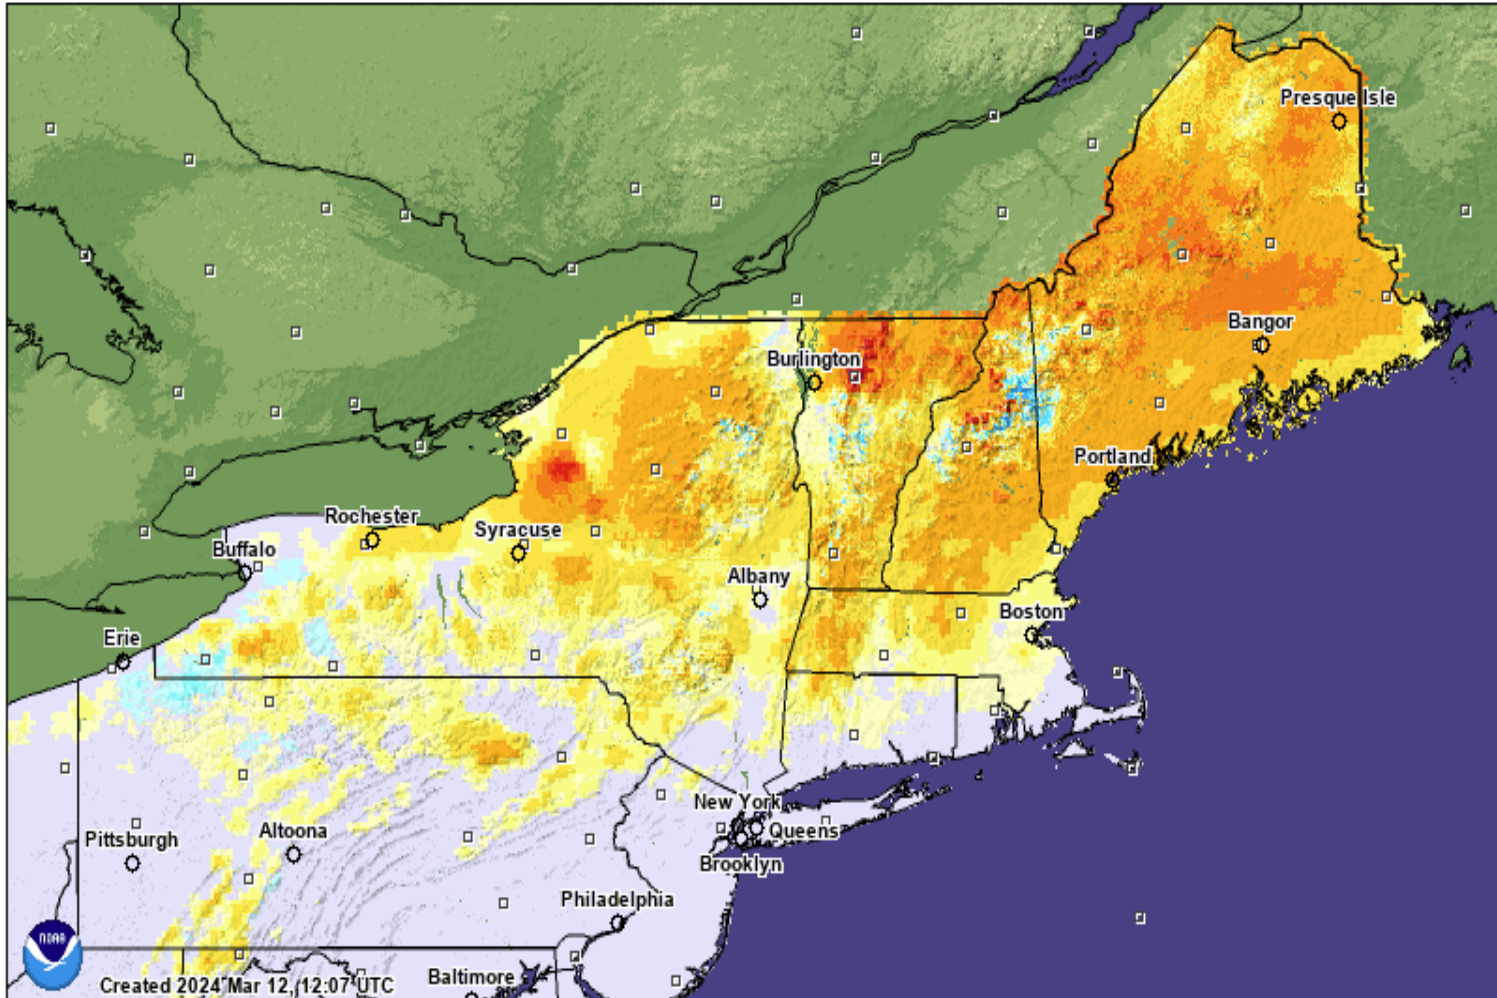 Presque Isle
Bangor
Burlington
Portland
Rochester
Syracuse
Buffalo
Albany
Boston
Erie
New York
Queens
Pittsburgh
Altoona
Brooklyn
Philadelphia
NOAA
Baltimore
Created 2024 Mar 12, 12:07 UTC